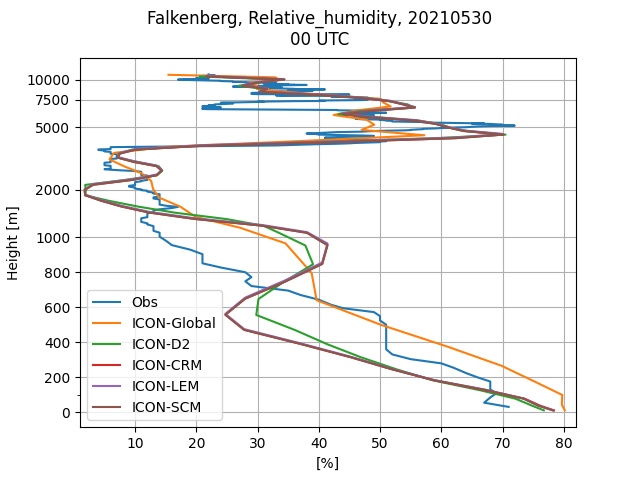 Falkenberg, Relative_humidity, 20210530
00 UTC
Height [m]
10000
7500
5000
2000
1000
800
600
400
200
0
Obs
ICON-Global
ICON-D2
ICON-CRM
ICON-LEM
ICON-SCM
10 20 30 40 50 60 70 80
[%]